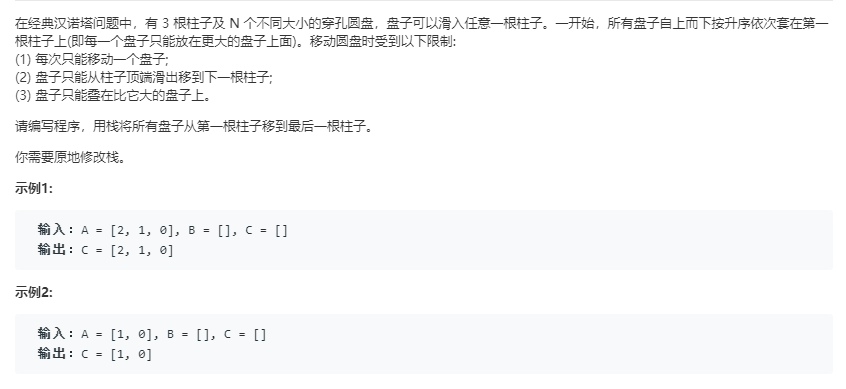 在经典汉诺塔问题中，有 3 根柱子及 N 个不同大小的穿孔圆盘，盘子可以滑入任意一根柱子。一开始，所有盘子自上而下按升序依次套在第一
根柱子上(即每一个盘子只能放在更大的盘子上面)。移动圆盘时受到以下限制:
(1) 每次只能移动一个盘子;
(2) 盘子只能从柱子顶端滑出移到下一根柱子;
(3) 盘子只能叠在比它大的盘子上。
请编写程序，用栈将所有盘子从第一根柱子移到最后一根柱子。
你需要原地修改栈。
示例1:
输入：A = [2, 1, 0], B = [], C = []
输出：C = [2, 1, 0]
示例2:
输入：A = [1, 0], B = [], C = []
输出：C = [1, 0]